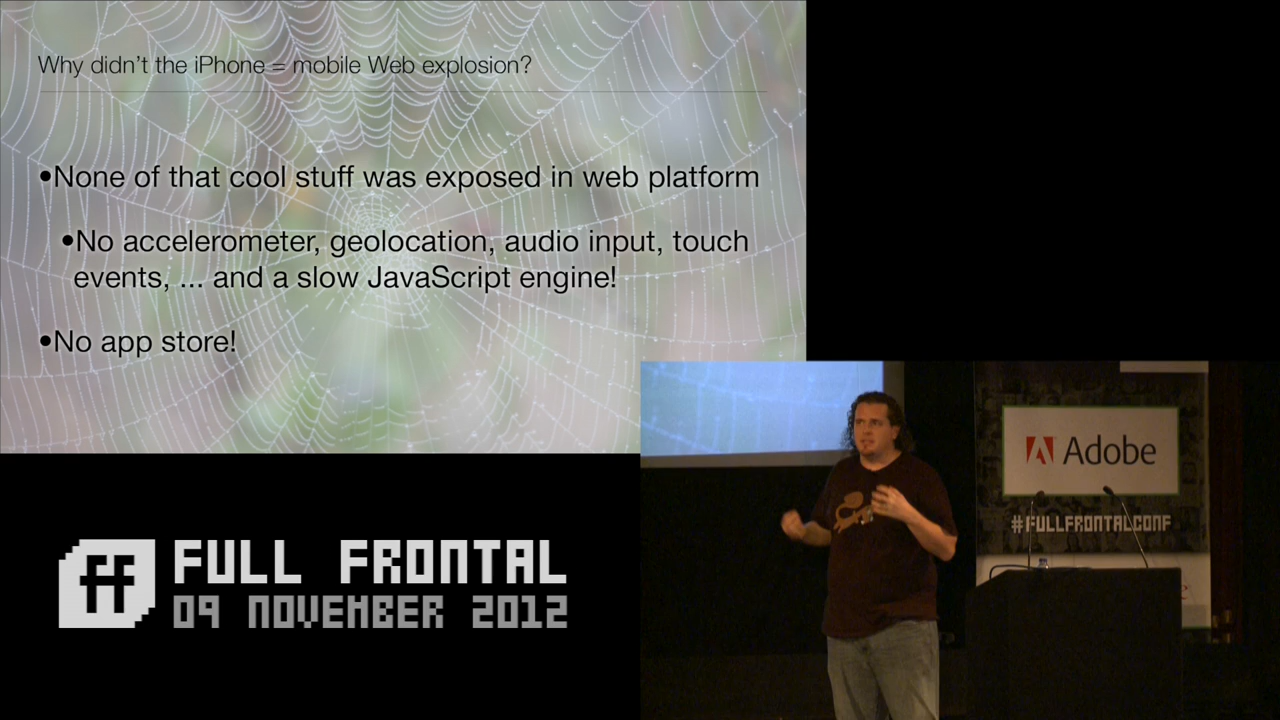 Why didn't the iPhone = mobile Web explosion?
•None of that cool stuff was exposed in web platform
•No accelerometer, geolocation, audio input, touch
events, ... and a slow JavaScript engine!
•No app store!
Adobe
#FULLFRONTALCONF
ff FULL FRONTAL
09 NOVEMBER 2012